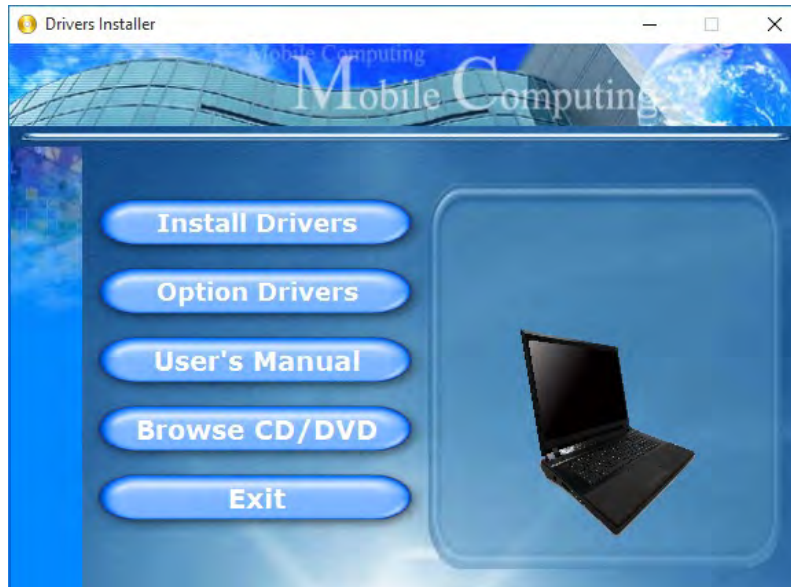 Drivers Installer
Mobile Computing
Mobile Computing
Install Drivers
Option Drivers
User's Manual
Browse CD/DVD
Exit